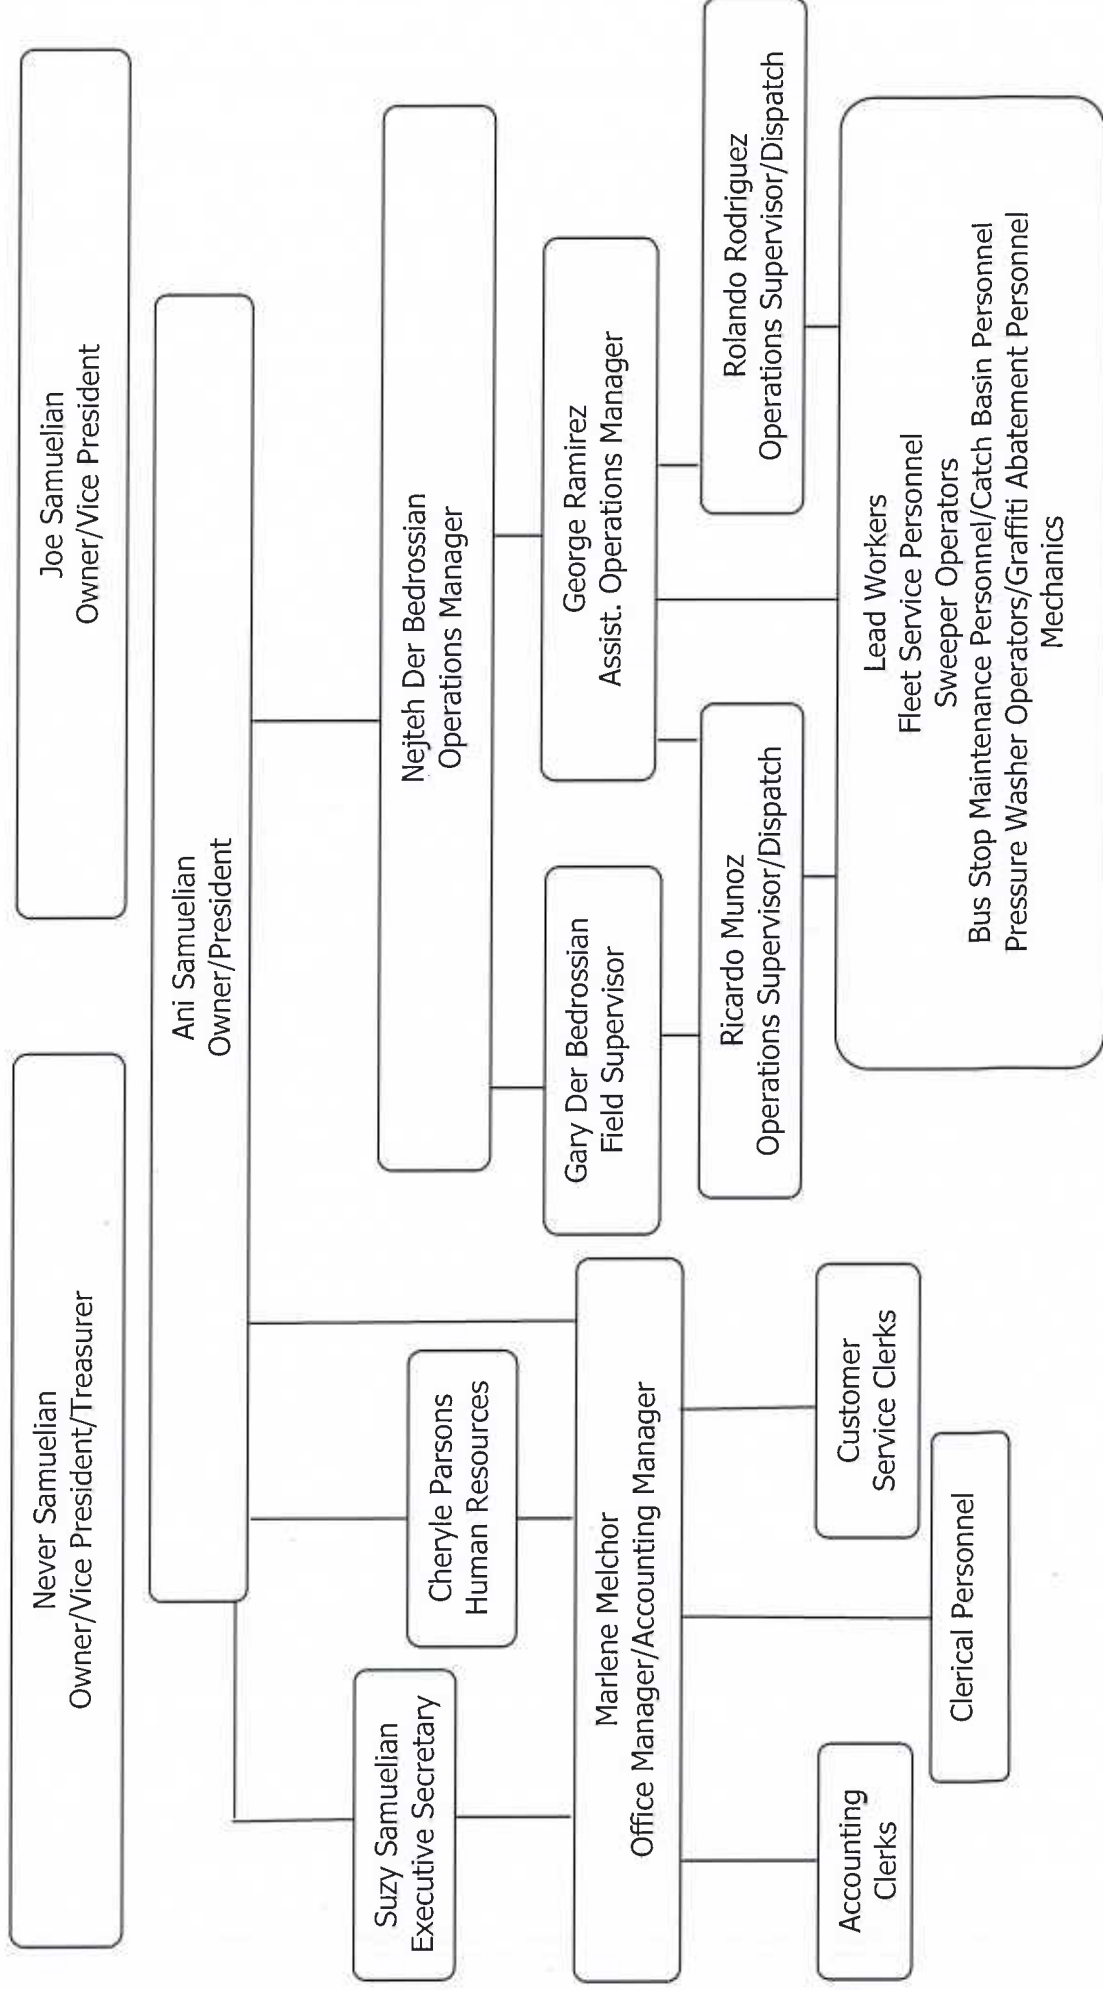 Never Samuelian
Owner/Vice President/Treasurer
Joe Samuelian
Owner/Vice President
Ani Samuelian
Owner/President
Suzy Samuelian
Executive Secretary
Cheryle Parsons
Human Resources
Nejteh Der Bedrossian
Operations Manager
Marlene Melchor
Office Manager/Accounting Manager
Gary Der Bedrossian
Field Supervisor
George Ramirez
Assist. Operations Manager
Ricardo Munoz
Operations Supervisor/Dispatch
Rolando Rodriguez
Operations Supervisor/Dispatch
Accounting
Clerks
Clerical Personnel
Customer
Service Clerks
Lead Workers
Fleet Service Personnel
Sweeper Operators
Bus Stop Maintenance Personnel/Catch Basin Personnel
Pressure Washer Operators/Graffiti Abatement Personnel
Mechanics